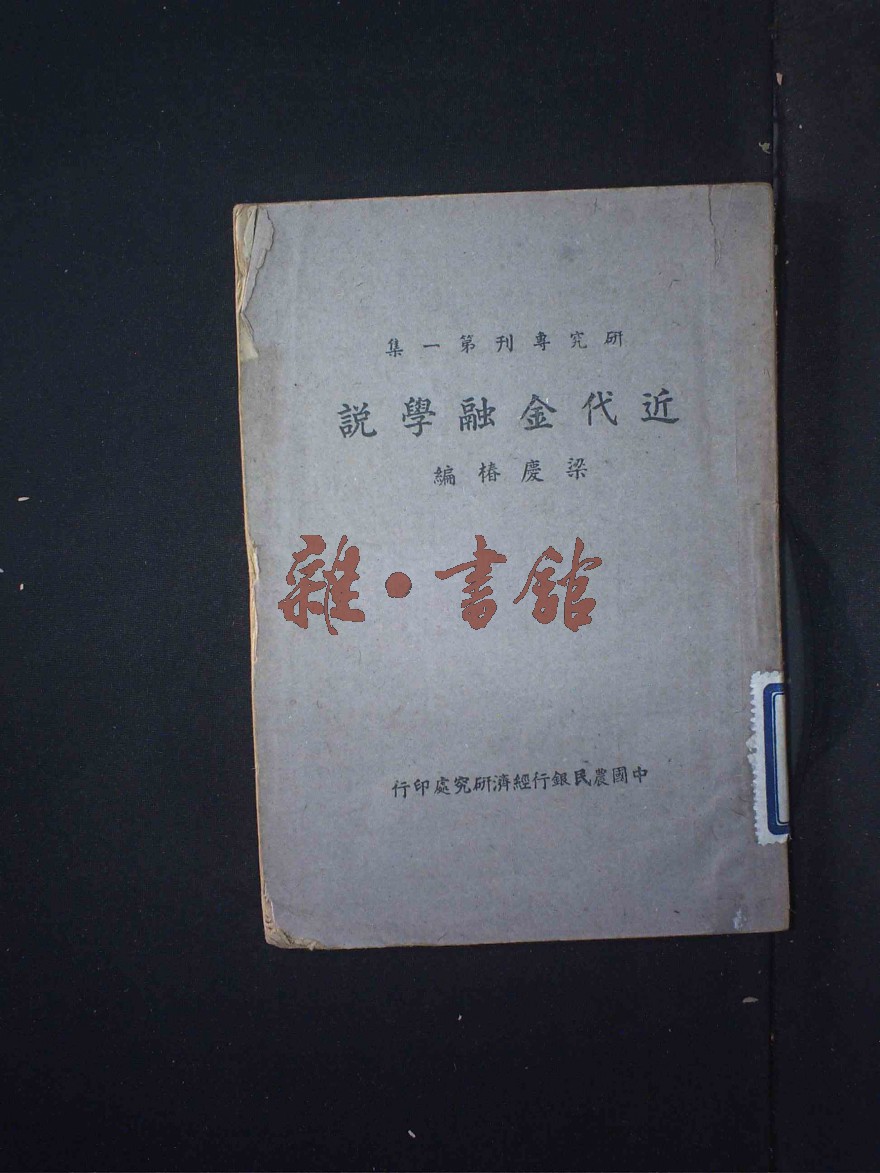 研究專刊第一集
近代金融學説
梁慶椿編
雜·書館
中國農民銀行經濟研究處印行